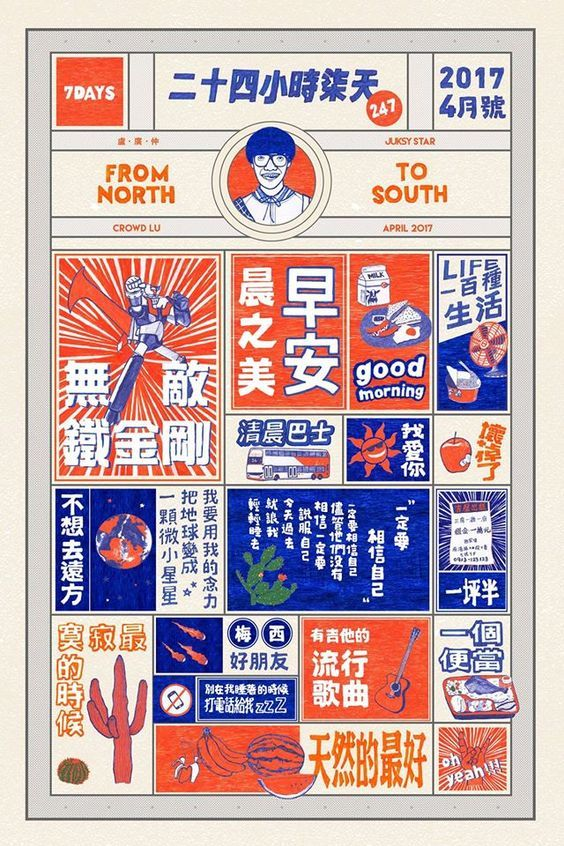 7DAYS
二十四小時柒天
247
2017
4月號
盧·廣·仲
JUKSY STAR
FROM
NORTH
TO
SOUTH
CROWD LU
APRIL 2017
無敵
鐵金剛
早安
晨之美
MILK
good
morning
LIFE
一百種
生活
清晨巴士
我愛你
壞掉了
不想去遠方
我要用我的念力
把地球變成
一顆微小星星
"一定要
相信自己"
一定要相信自己
儘管他們沒有
相信一定要
說服自己
今天過去
就跟我
輕輕睡去
一坪半
最寂寞的時候
梅西
好朋友
別在我睡著的時候
打電話給我zzZ
有吉他的
流行
歌曲
一個
便當
天然的最好
oh
yeah!!!